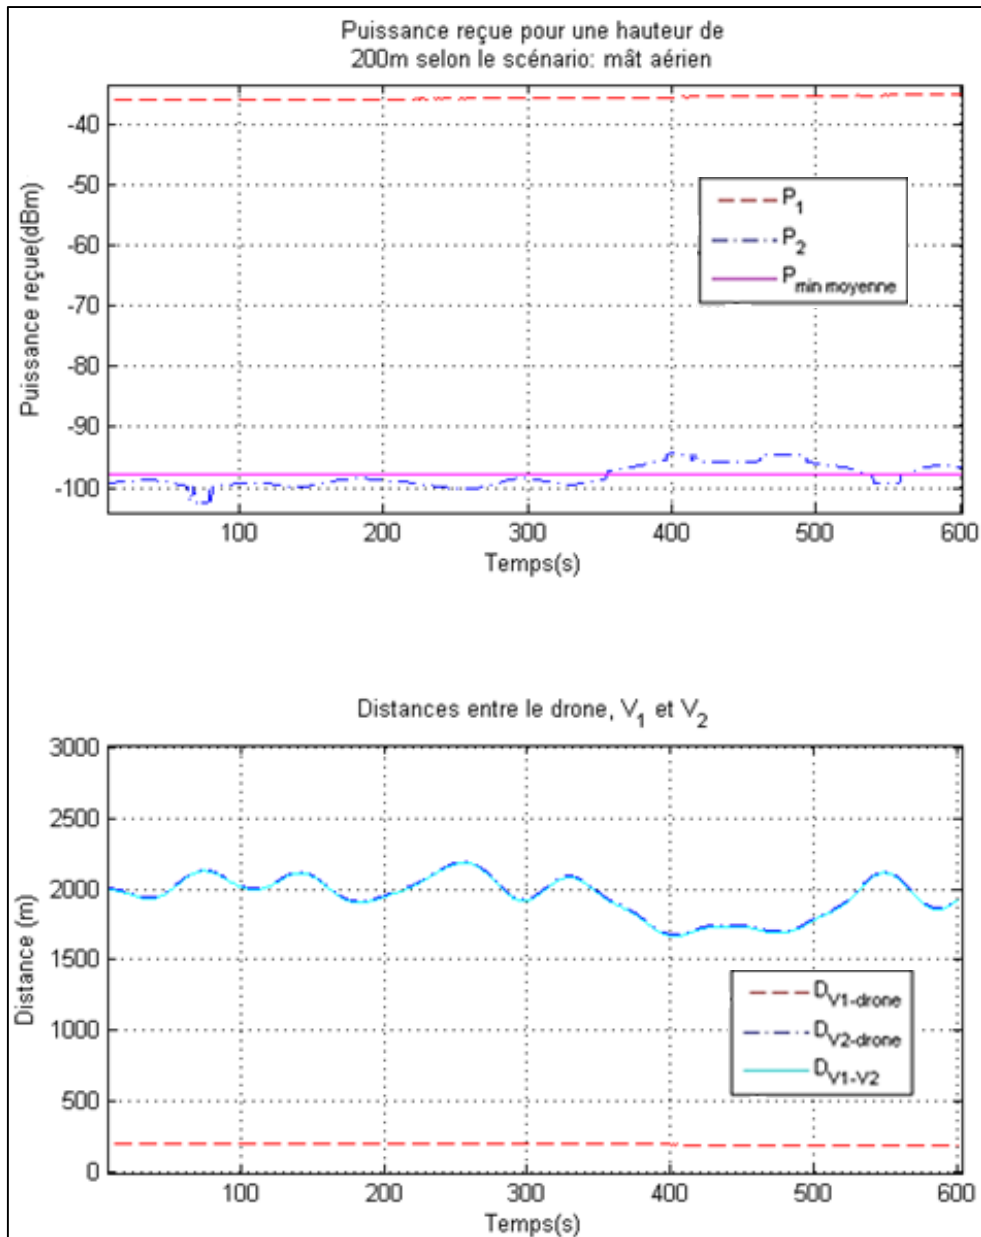 Puissance reçue pour une hauteur de
200m selon le scénario: mât aérien
Puissance reçue(dBm)
-40
-50
-60
-70
-80
-90
-100
P1
P2
Pmin moyenne
100 200 300 400 500 600
Temps(s)
Distances entre le drone, V1 et V2
Distance (m)
3000
2500
2000
1500
1000
500
0
DV1-drone
DV2-drone
DV1-V2
100 200 300 400 500 600
Temps(s)